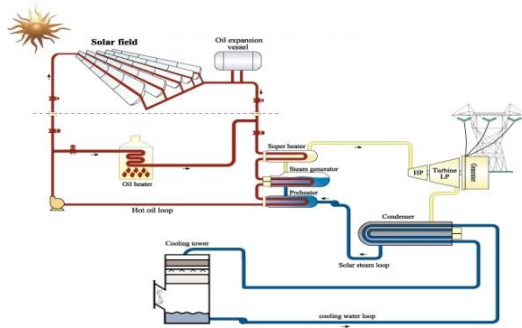 Solar field
Oil expansion
vessel
Super heater
Steam generator
Preheater
Oil heater
Hot oil loop
HP
Turbine
LP
Condenser
Solar steam loop
Cooling tower
cooling water loop